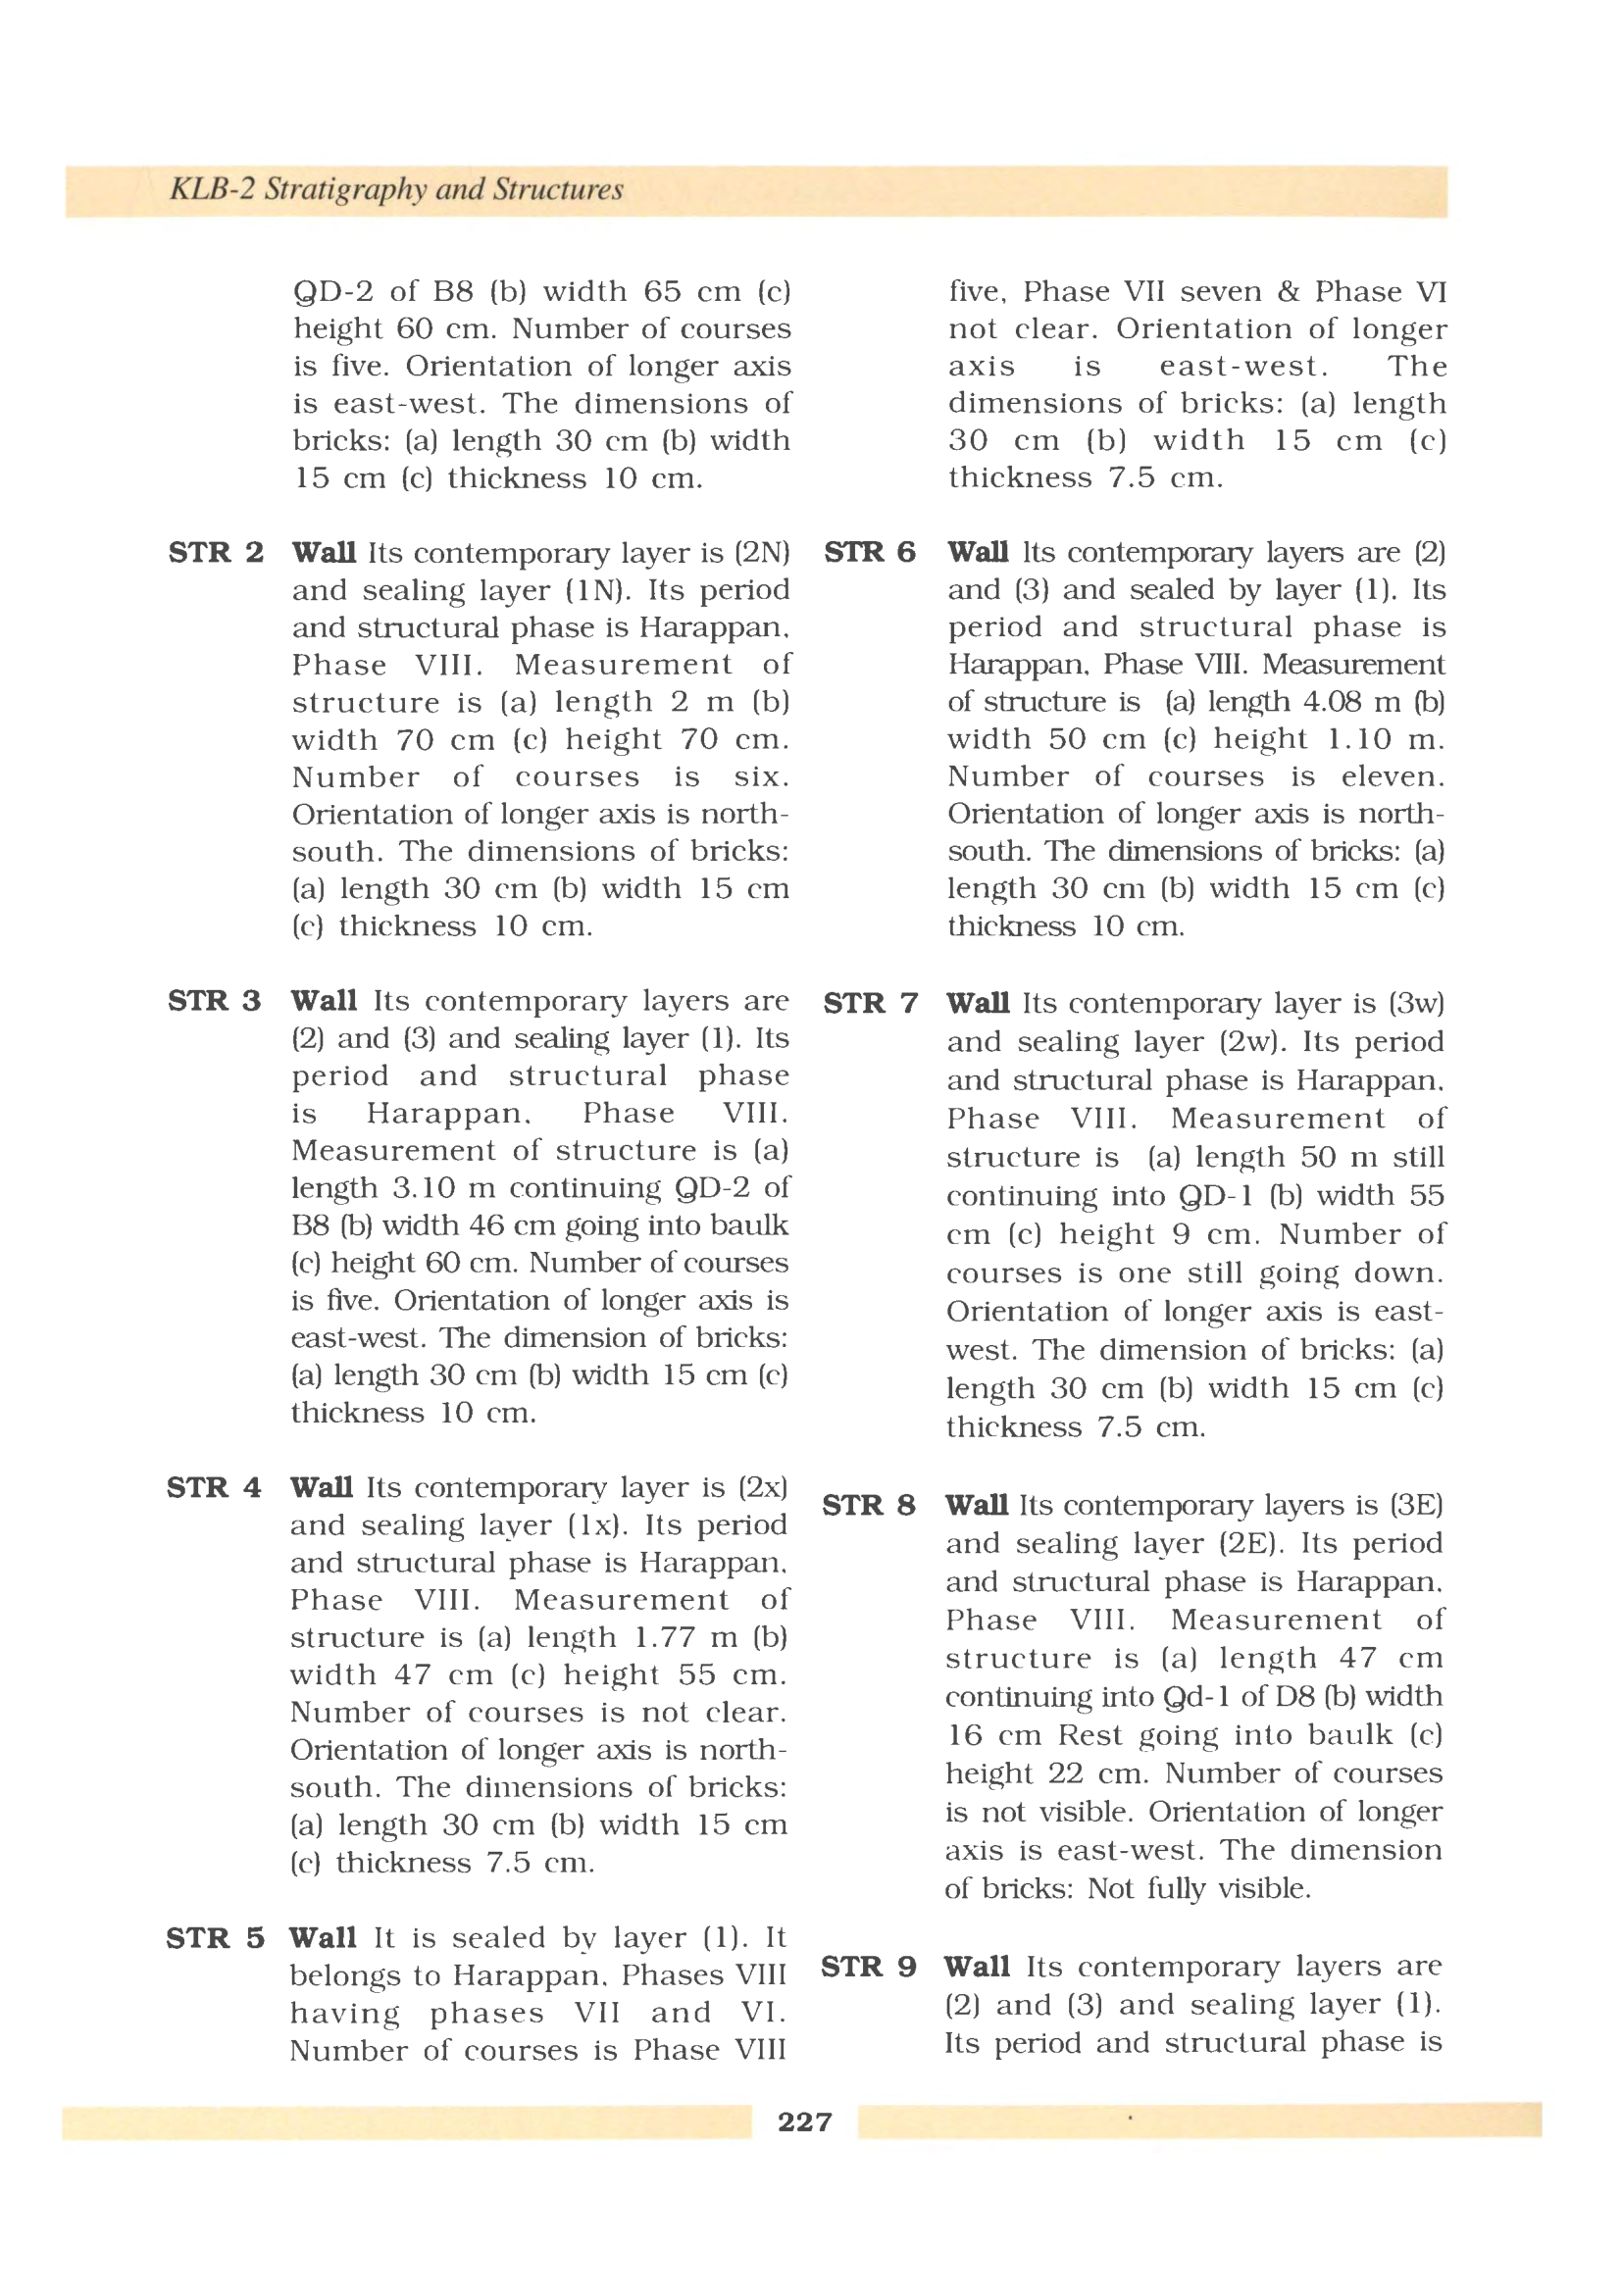 KLB-2 Stratigraphy and Structures
QD-2 of B8 (b) width 65 cm (c)
height 60 cm. Number of courses
is five. Orientation of longer axis
is east-west. The dimensions of
bricks: (a) length 30 cm (b) width
15 cm (c) thickness 10 cm.
STR 2 Wall Its contemporary layer is (2N)
and sealing layer (1N). Its period
and structural phase is Harappan,
Phase VIII. Measurement of
structure is (a) length 2 m (b)
width 70 cm (c) height 70 cm.
Number of courses is six.
Orientation of longer axis is north-
south. The dimensions of bricks:
(a) length 30 cm (b) width 15 cm
(c) thickness 10 cm.
STR 3 Wall Its contemporary layers are
(2) and (3) and sealing layer (1). Its
period and structural phase
is Harappan, Phase VIII.
Measurement of structure is (a)
length 3.10 m continuing QD-2 of
B8 (b) width 46 cm going into baulk
(c) height 60 cm. Number of courses
is five. Orientation of longer axis is
east-west. The dimension of bricks:
(a) length 30 cm (b) width 15 cm (c)
thickness 10 cm.
STR 4 Wall Its contemporary layer is (2x)
and sealing layer (1x). Its period
and structural phase is Harappan,
Phase VIII. Measurement of
structure is (a) length 1.77 m (b)
width 47 cm (c) height 55 cm.
Number of courses is not clear.
Orientation of longer axis is north-
south. The dimensions of bricks:
(a) length 30 cm (b) width 15 cm
(c) thickness 7.5 cm.
STR 5 Wall It is sealed by layer (1). It
belongs to Harappan, Phases VIII
having phases VII and VI.
Number of courses is Phase VIII
five, Phase VII seven & Phase VI
not clear. Orientation of longer
axis is east-west. The
dimensions of bricks: (a) length
30 cm (b) width 15 cm (c)
thickness 7.5 cm.
STR 6 Wall Its contemporary layers are (2)
and (3) and sealed by layer (1). Its
period and structural phase is
Harappan, Phase VIII. Measurement
of structure is (a) length 4.08 m (b)
width 50 cm (c) height 1.10 m.
Number of courses is eleven.
Orientation of longer axis is north-
south. The dimensions of bricks: (a)
length 30 cm (b) width 15 cm (c)
thickness 10 cm.
STR 7 Wall Its contemporary layer is (3w)
and sealing layer (2w). Its period
and structural phase is Harappan,
Phase VIII. Measurement of
structure is (a) length 50 m still
continuing into QD-1 (b) width 55
cm (c) height 9 cm. Number of
courses is one still going down.
Orientation of longer axis is east-
west. The dimension of bricks: (a)
length 30 cm (b) width 15 cm (c)
thickness 7.5 cm.
STR 8 Wall Its contemporary layers is (3E)
and sealing layer (2E). Its period
and structural phase is Harappan,
Phase VIII. Measurement of
structure is (a) length 47 cm
continuing into Qd-1 of D8 (b) width
16 cm Rest going into baulk (c)
height 22 cm. Number of courses
is not visible. Orientation of longer
axis is east-west. The dimension
of bricks: Not fully visible.
STR 9 Wall Its contemporary layers are
(2) and (3) and sealing layer (1).
Its period and structural phase is
227